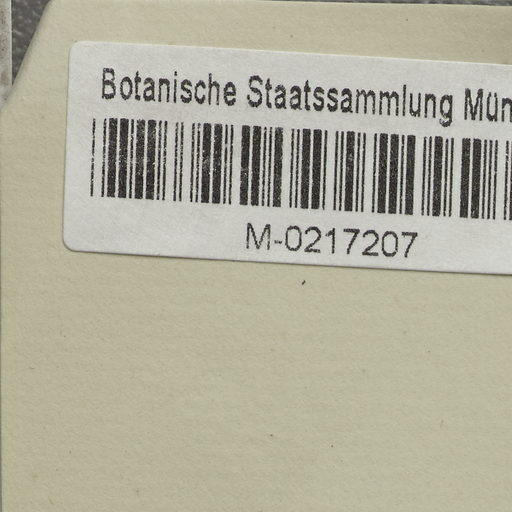 Botanische Staatssammlung Mün
M-0217207